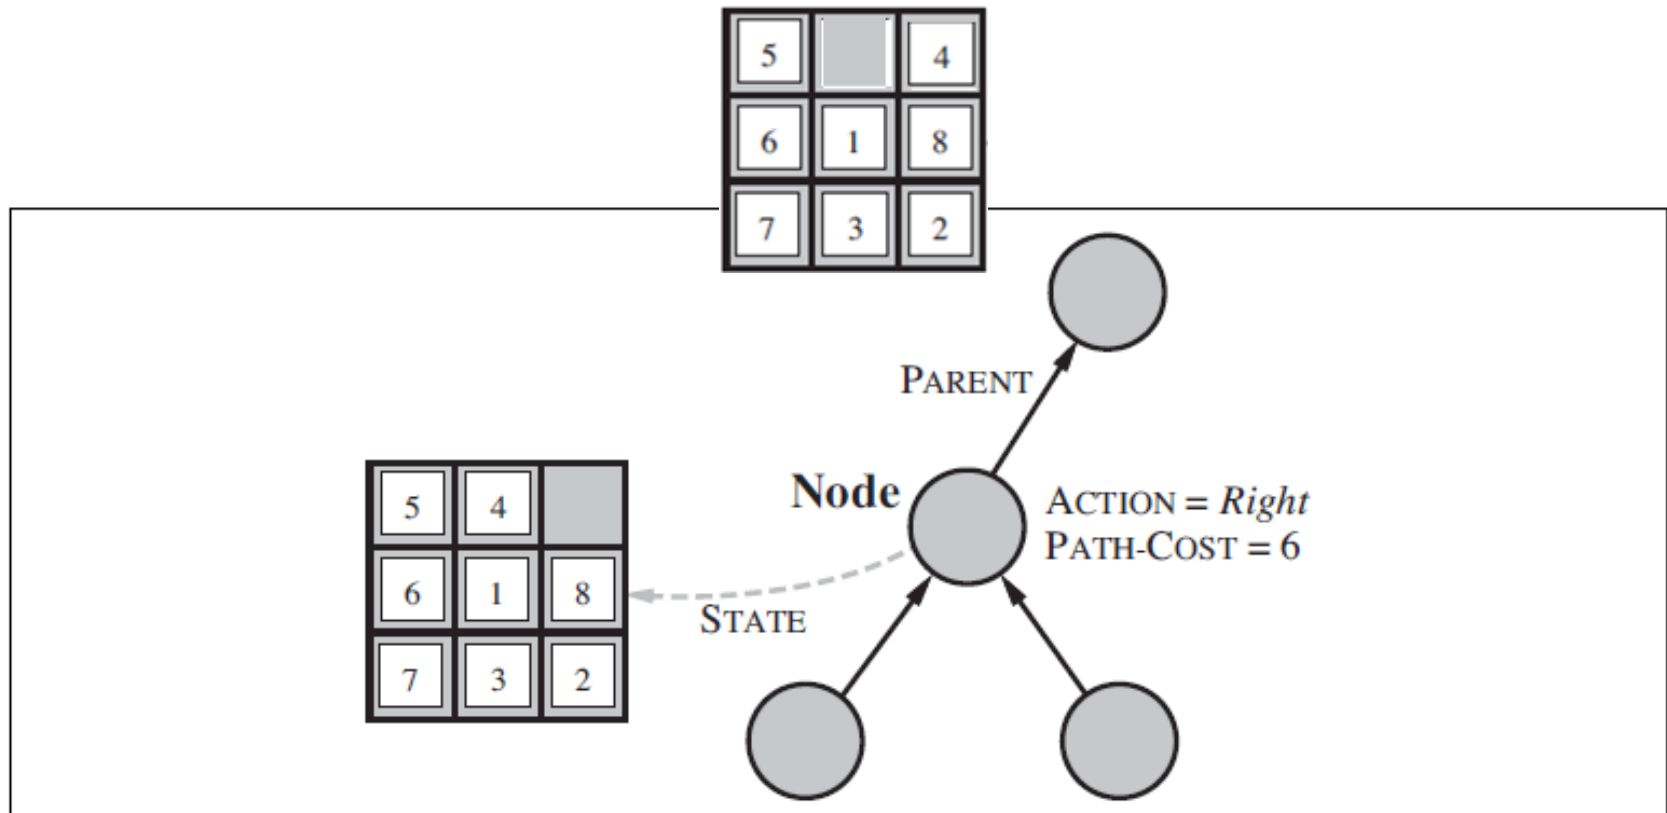 5 4
6 1 8
7 3 2
PARENT
Node
ACTION = Right
PATH-COST = 6
5 4
6 1 8
7 3 2
STATE